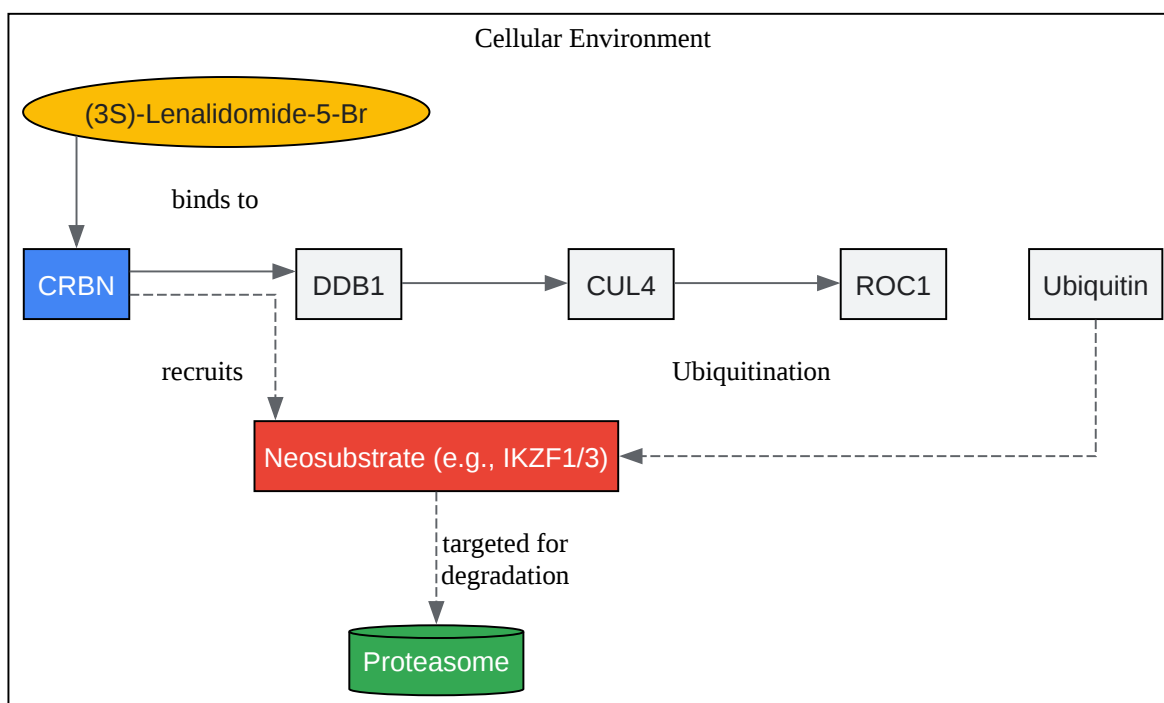 Cellular Environment
(3S)-Lenalidomide-5-Br
binds to
CRBN
DDB1
CUL4
ROC1
Ubiquitin
recruits
Ubiquitination
Neosubstrate (e.g., IKZF1/3)
targeted for
degradation
Proteasome